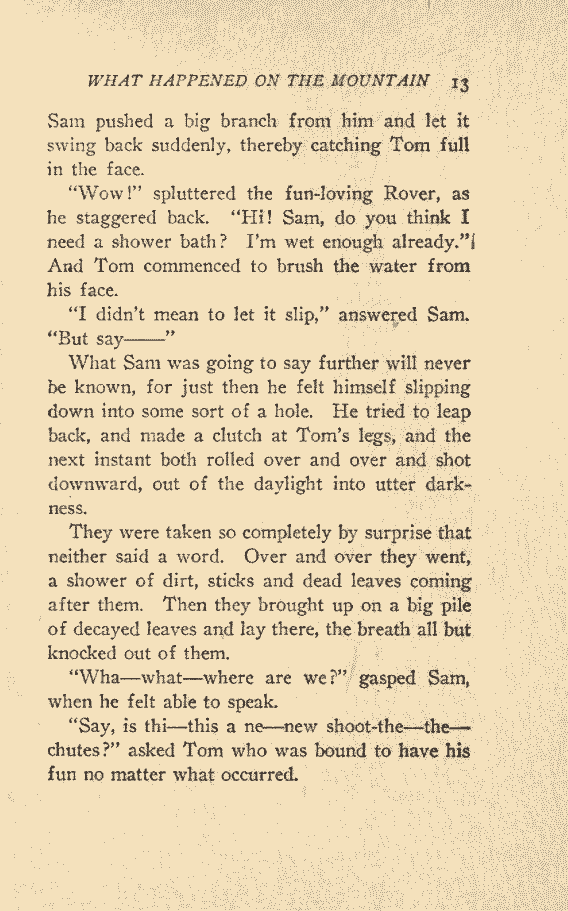 WHAT HAPPENED ON THE MOUNTAIN 13
Sam pushed a big branch from him and let it
swing back suddenly, thereby catching Tom full
in the face.
"Wow!" spluttered the fun-loving Rover, as
he staggered back. "Hi! Sam, do you think I
need a shower bath? I'm wet enough already."
And Tom commenced to brush the water from
his face.
"I didn't mean to let it slip," answered Sam.
"But say——"
What Sam was going to say further will never
be known, for just then he felt himself slipping
down into some sort of a hole. He tried to leap
back, and made a clutch at Tom's legs, and the
next instant both rolled over and over and shot
downward, out of the daylight into utter dark-
ness.
They were taken so completely by surprise that
neither said a word. Over and over they went,
a shower of dirt, sticks and dead leaves coming
after them. Then they brought up on a big pile
of decayed leaves and lay there, the breath all but
knocked out of them.
"Wha—what—where are we?" gasped Sam,
when he felt able to speak.
"Say, is thi—this a ne—new shoot-the—the—
chutes?" asked Tom who was bound to have his
fun no matter what occurred.